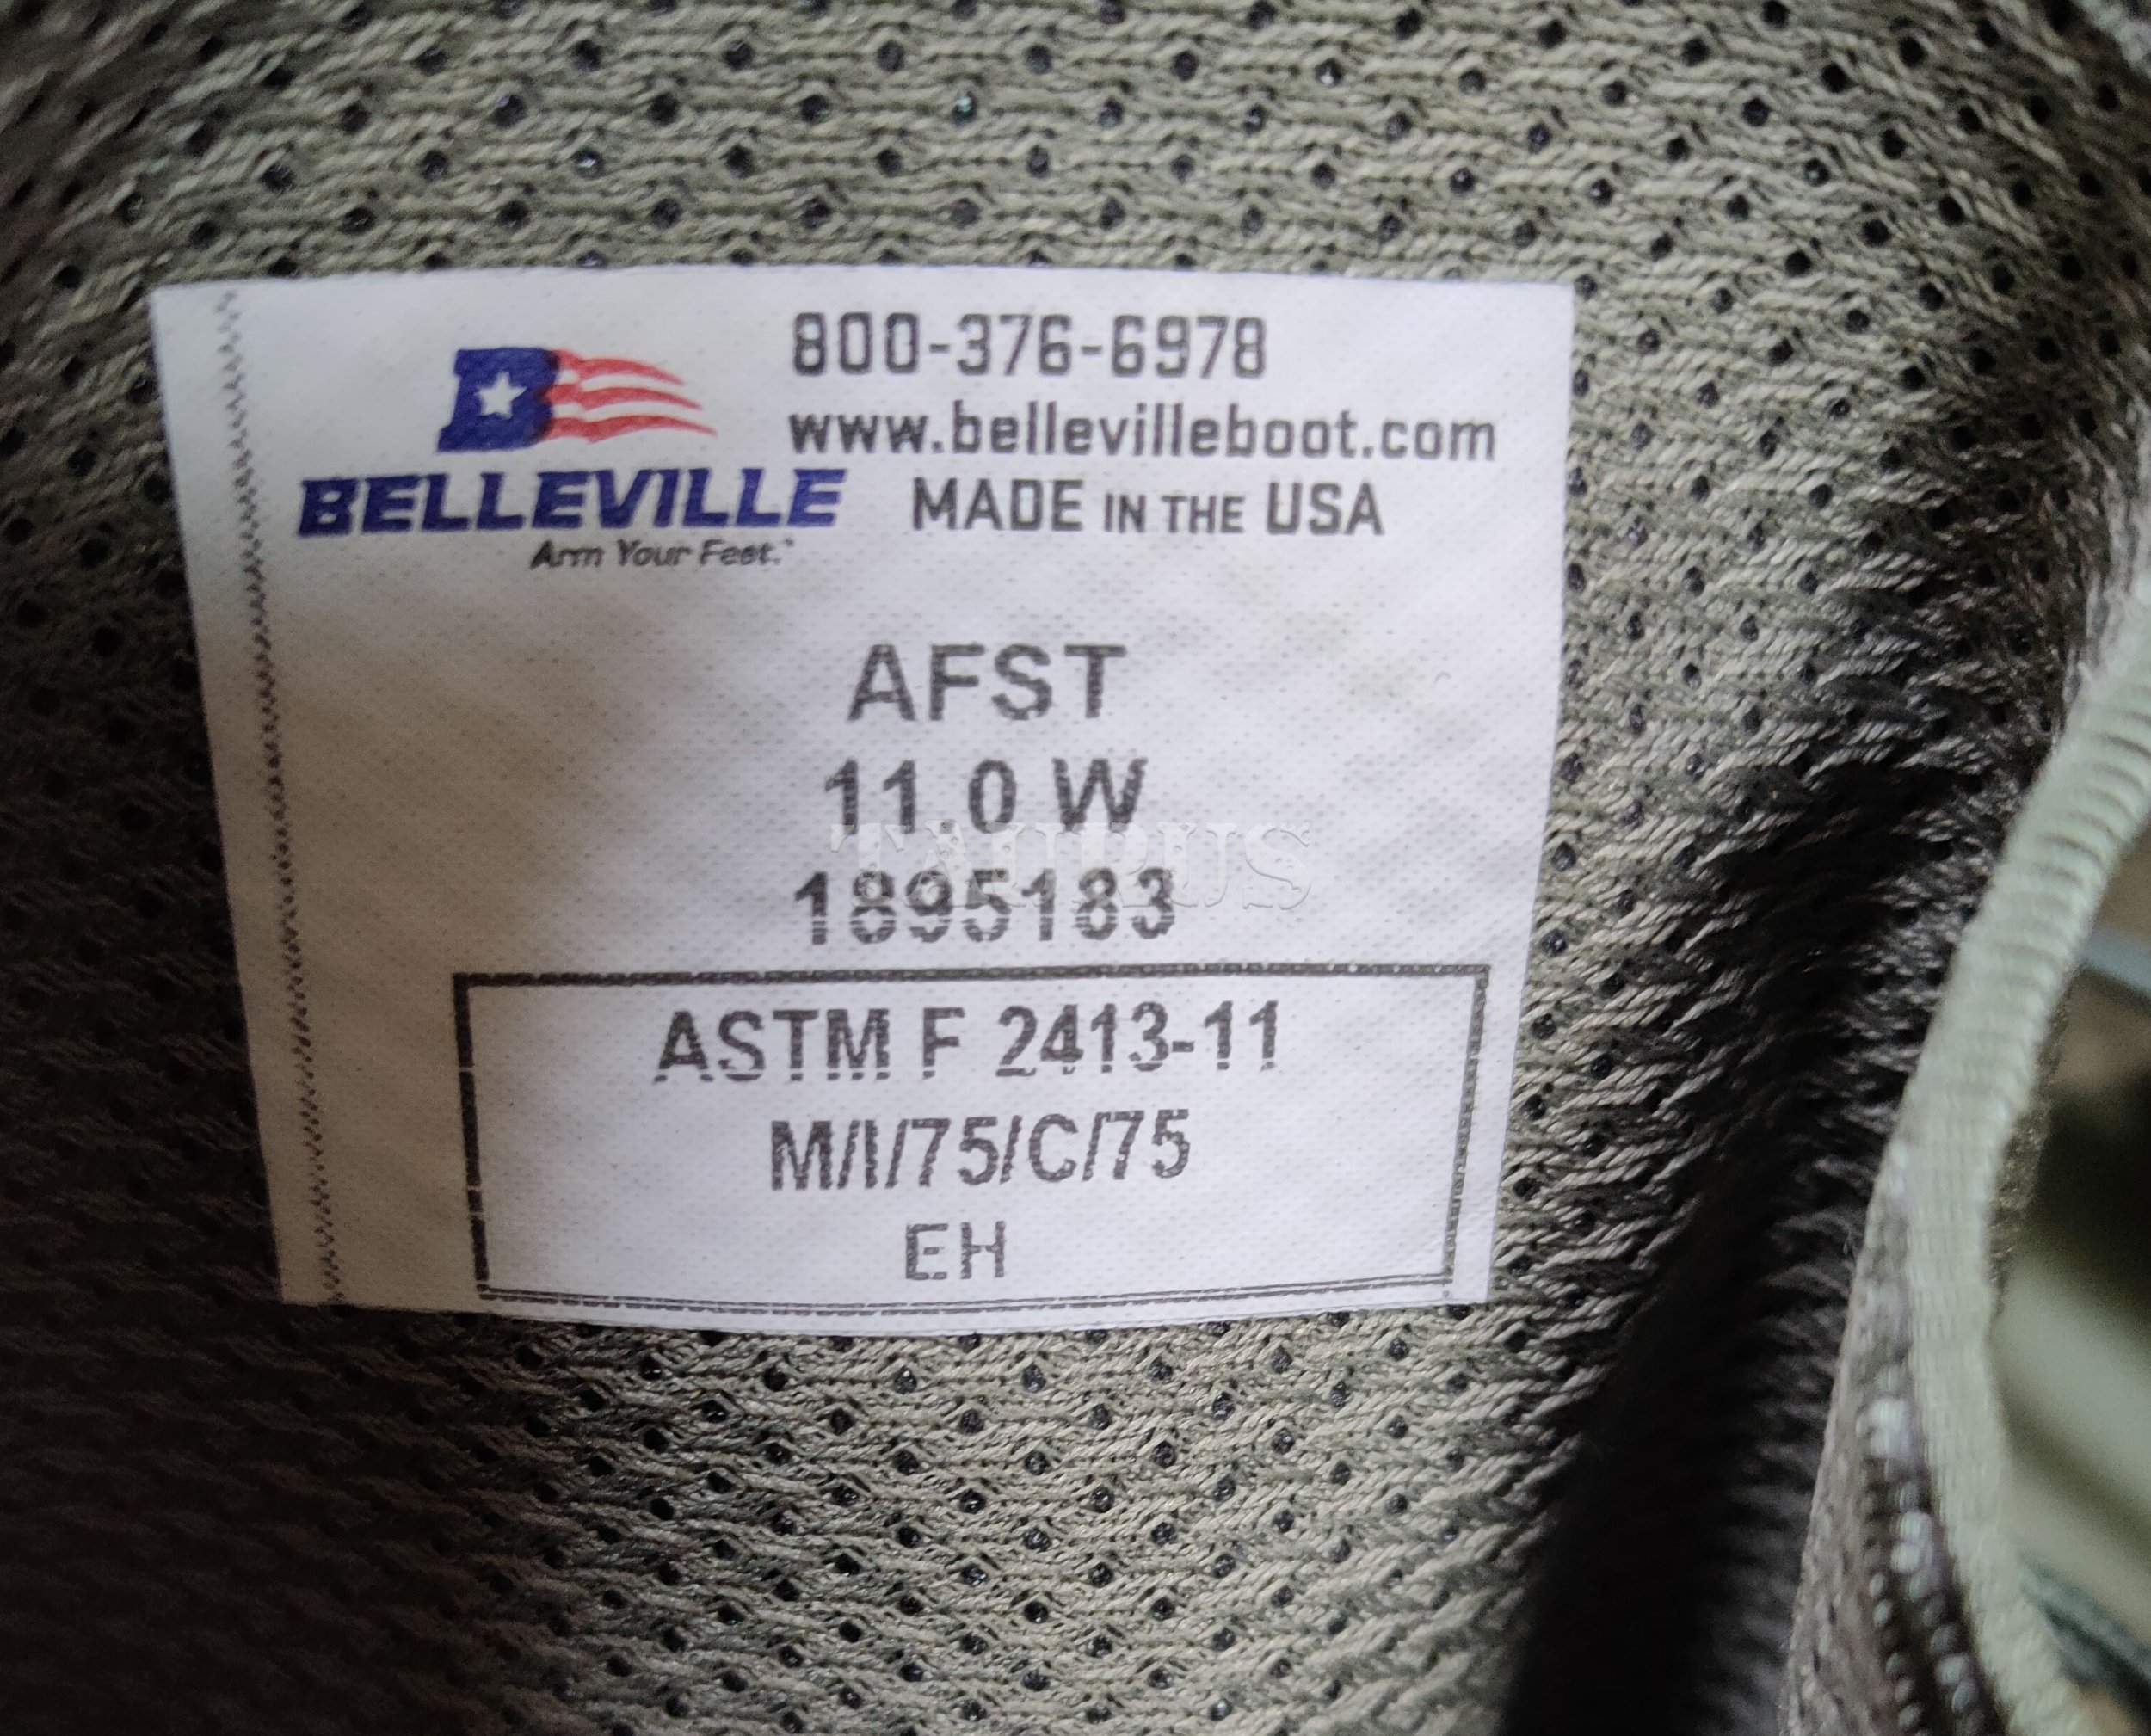 800-376-6978
www.bellevilleboot.com
BELLEVILLE
MADE IN THE USA
Arm Your Feet.
AFST
11.0 W
TAURUS
1895183
ASTM F 2413-11
M/I/75/C/75
EH